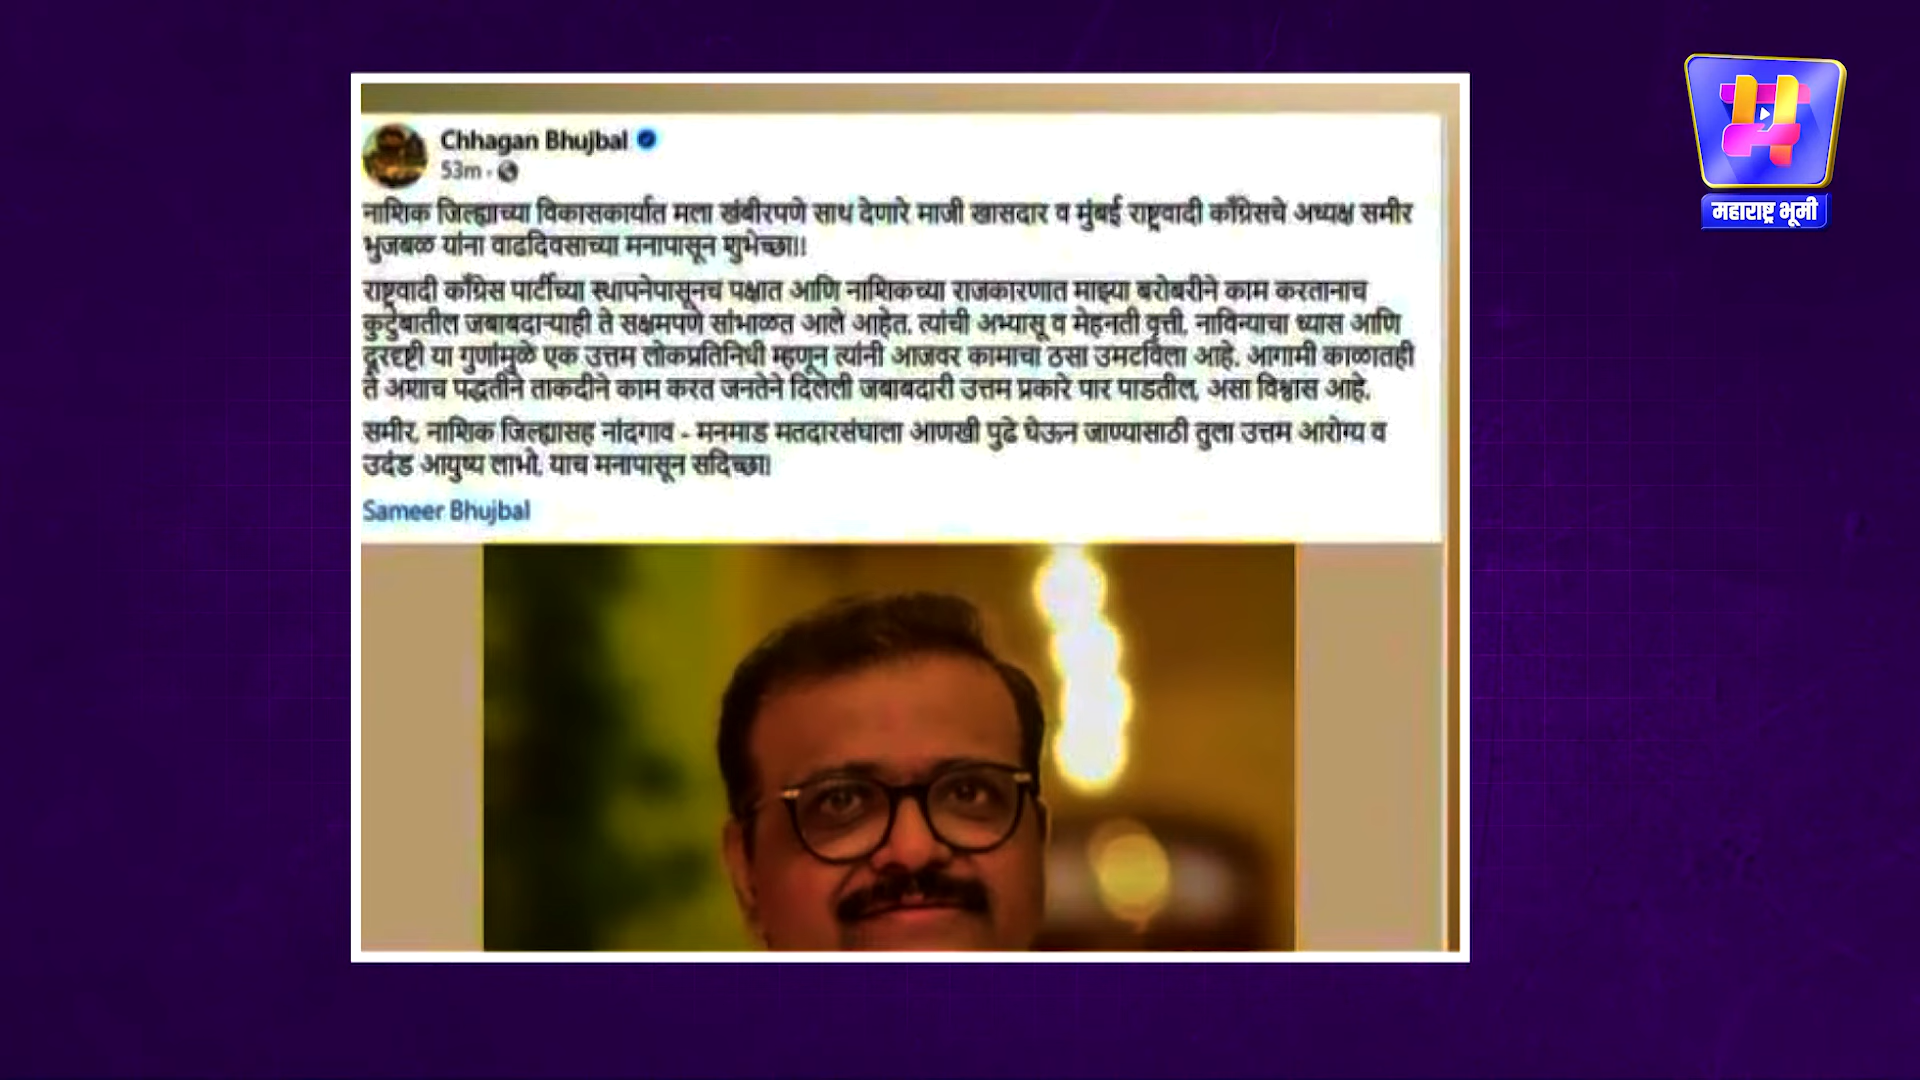 Chhagan Bhujbal
53m
नाशिक जिल्ह्याच्या विकासकार्यात मला खंबीरपणे साथ देणारे माजी खासदार व मुंबई राष्ट्रवादी काँग्रेसचे अध्यक्ष समीर
भुजबळ यांना वाढदिवसाच्या मनापासून शुभेच्छा!!
राष्ट्रवादी काँग्रेस पार्टीच्या स्थापनेपासूनच पक्षात आणि नाशिकच्या राजकारणात माझ्या बरोबरीने काम करतानाच
कुटुंबातील जबाबदाऱ्याही ते सक्षमपणे सांभाळत आले आहेत. त्यांची अभ्यासू व मेहनती वृत्ती, नाविन्याचा ध्यास आणि
दूरदृष्टी या गुणांमुळे एक उत्तम लोकप्रतिनिधी म्हणून त्यांनी आजवर कामाचा ठसा उमटविला आहे. आगामी काळातही
ते अशाच पद्धतीने ताकदीने काम करत जनतेने दिलेली जबाबदारी उत्तम प्रकारे पार पाडतील, असा विश्वास आहे.
समीर, नाशिक जिल्ह्यासह नांदगाव - मनमाड मतदारसंघाला आणखी पुढे घेऊन जाण्यासाठी तुला उत्तम आरोग्य व
उदंड आयुष्य लाभो, याच मनापासून सदिच्छा!
Sameer Bhujbal
महाराष्ट्र भूमी